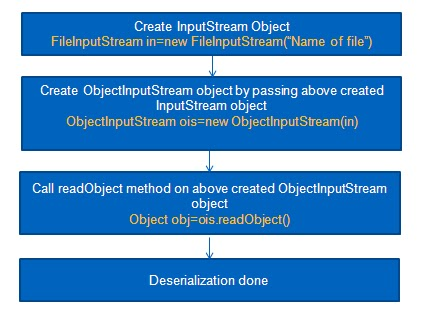 Create InputStream Object
FileInputStream in=new FileInputStream(“Name of file”)
Create ObjectInputStream object by passing above created
InputStream object
ObjectInputStream ois=new ObjectInputStream(in)
Call readObject method on above created ObjectInputStream
object
Object obj=ois.readObject()
Deserialization done